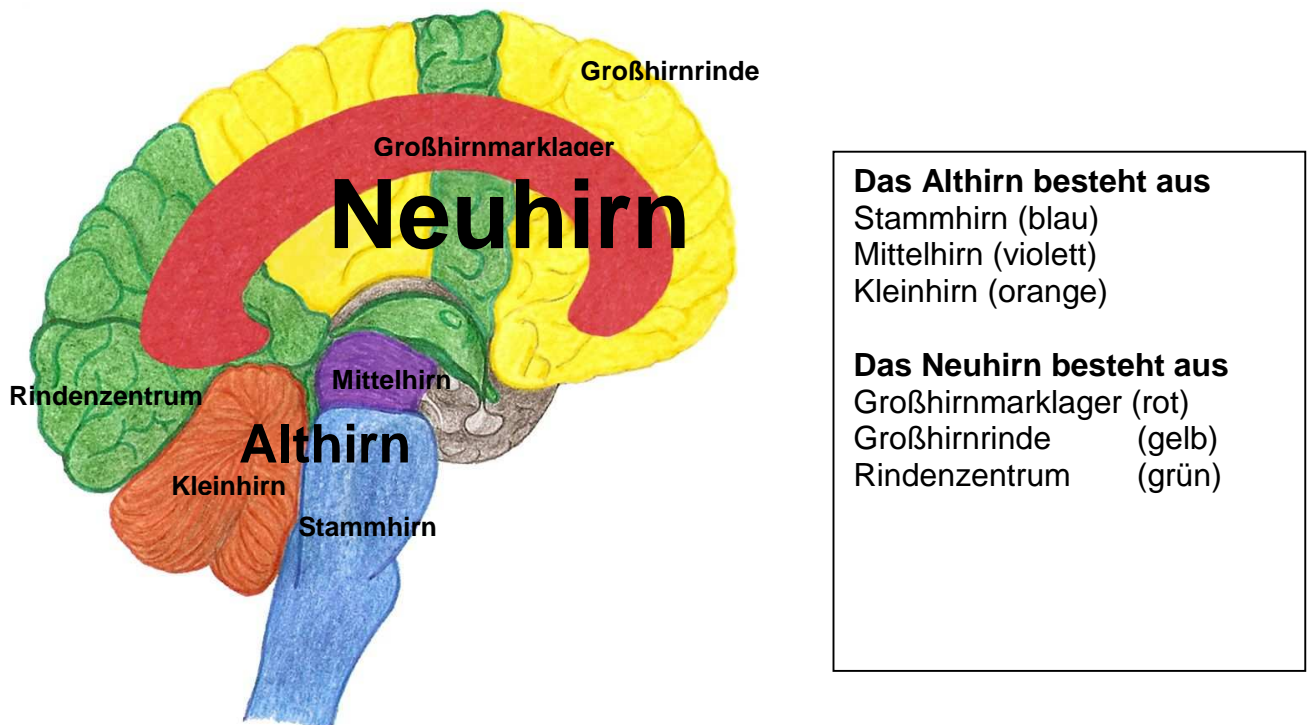 Großhirnrinde
Großhirnmarklager
Neuhirn
Rindenzentrum
Mittelhirn
Althirn
Kleinhirn
Stammhirn
Das Althirn besteht aus
Stammhirn (blau)
Mittelhirn (violett)
Kleinhirn (orange)
Das Neuhirn besteht aus
Großhirnmarklager (rot)
Großhirnrinde (gelb)
Rindenzentrum (grün)